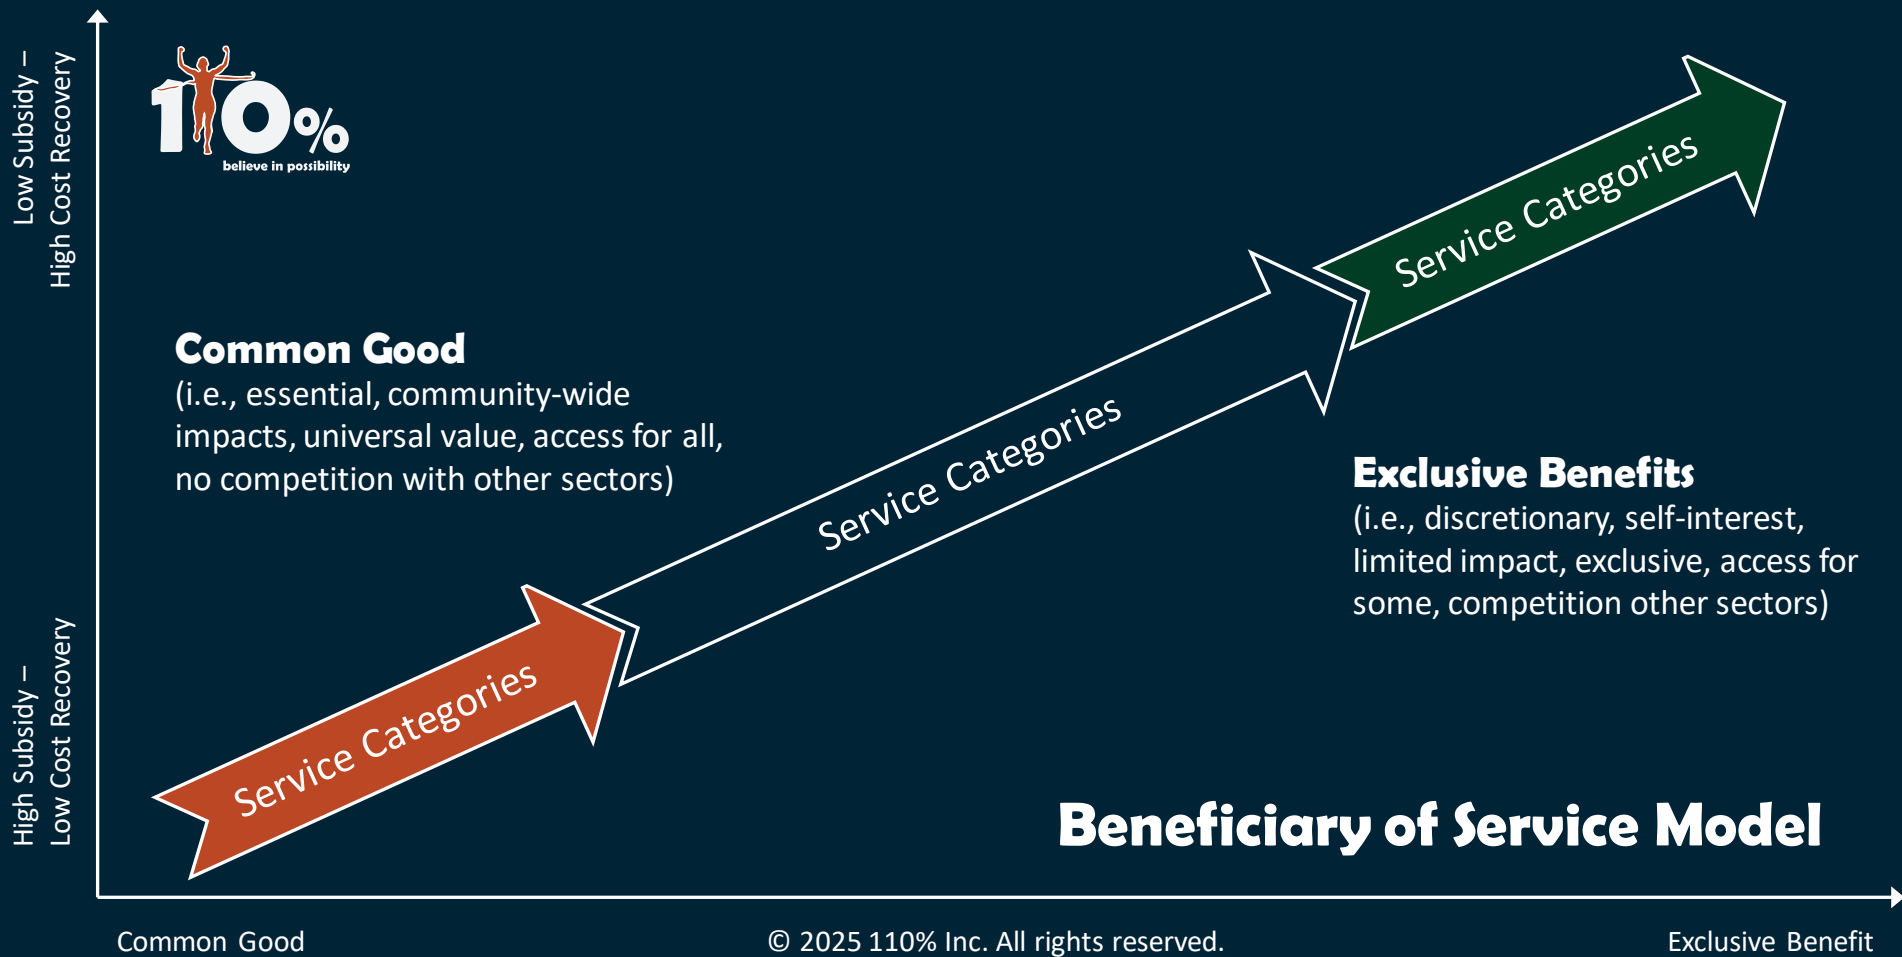 Low Subsidy –
High Cost Recovery
110%
believe in possibility
Service Categories
Common Good
(i.e., essential, community-wide
impacts, universal value, access for all,
no competition with other sectors)
Service Categories
Exclusive Benefits
(i.e., discretionary, self-interest,
limited impact, exclusive, access for
some, competition other sectors)
High Subsidy –
Low Cost Recovery
Service Categories
Beneficiary of Service Model
Common Good
© 2025 110% Inc. All rights reserved.
Exclusive Benefit